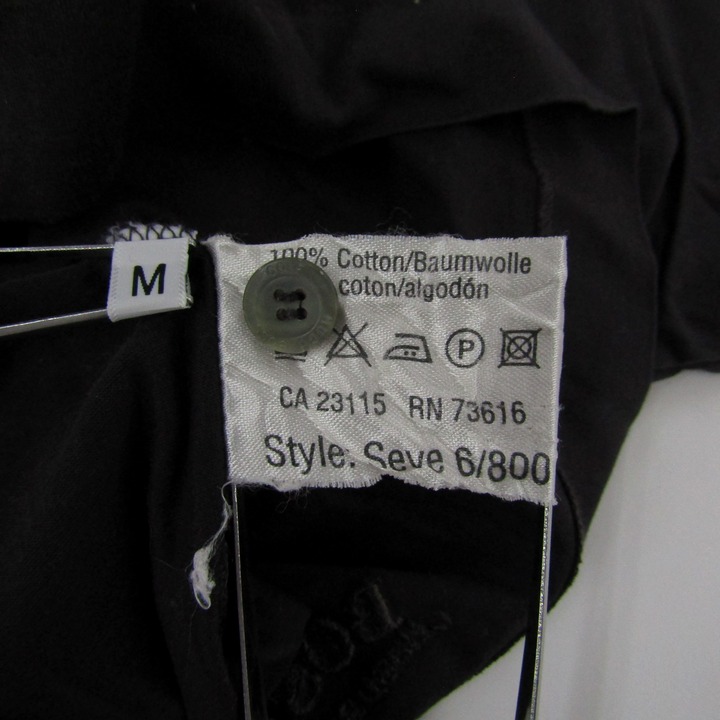 M
100% Cotton/Baumwolle
coton/algodón
P
CA 23115 RN 73616
Style: Seve 6/800